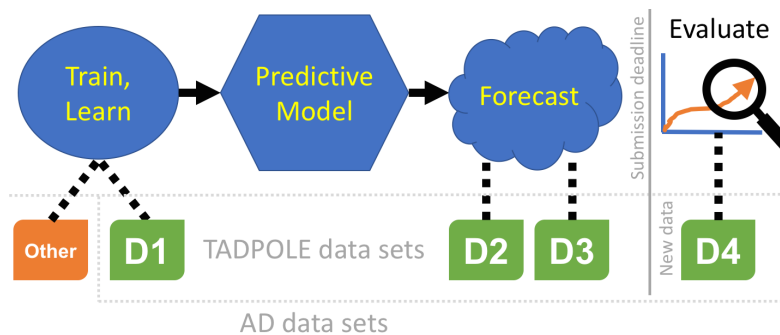 Train,
Learn
Predictive
Model
Forecast
Submission deadline
Evaluate
Other
D1
TADPOLE data sets
D2
D3
New data
D4
AD data sets